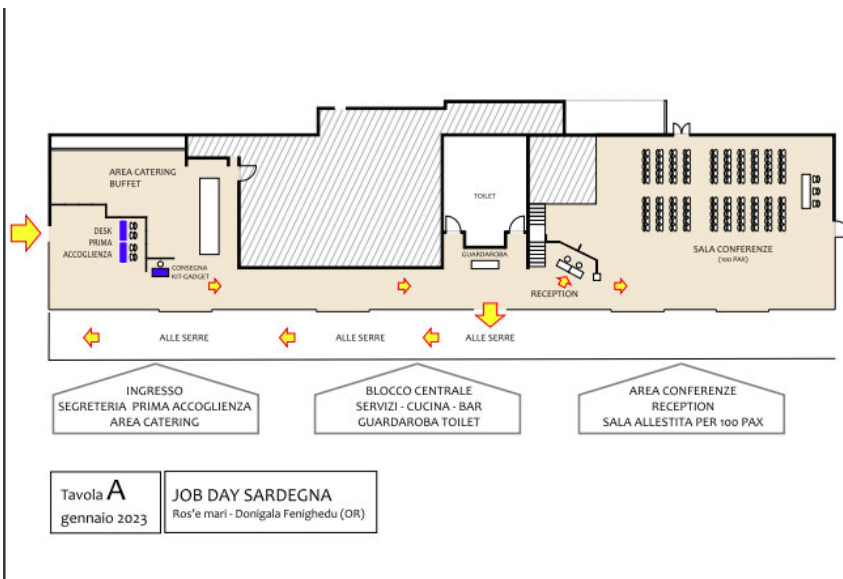 AREA CATERING
BUFFET
DESK
PRIMA
ACCOGLIENZA
CONSEGNA
KIT-GADGET
TOILET
GUARDAROBA
RECEPTION
SALA CONFERENZE
(100 PAX)
ALLE SERRE
ALLE SERRE
ALLE SERRE
INGRESSO
SEGRETERIA PRIMA ACCOGLIENZA
AREA CATERING
BLOCCO CENTRALE
SERVIZI - CUCINA - BAR
GUARDAROBA TOILET
AREA CONFERENZE
RECEPTION
SALA ALLESTITA PER 100 PAX
Tavola A
gennaio 2023
JOB DAY SARDEGNA
Ros'e mari - Donigala Fenighedu (OR)